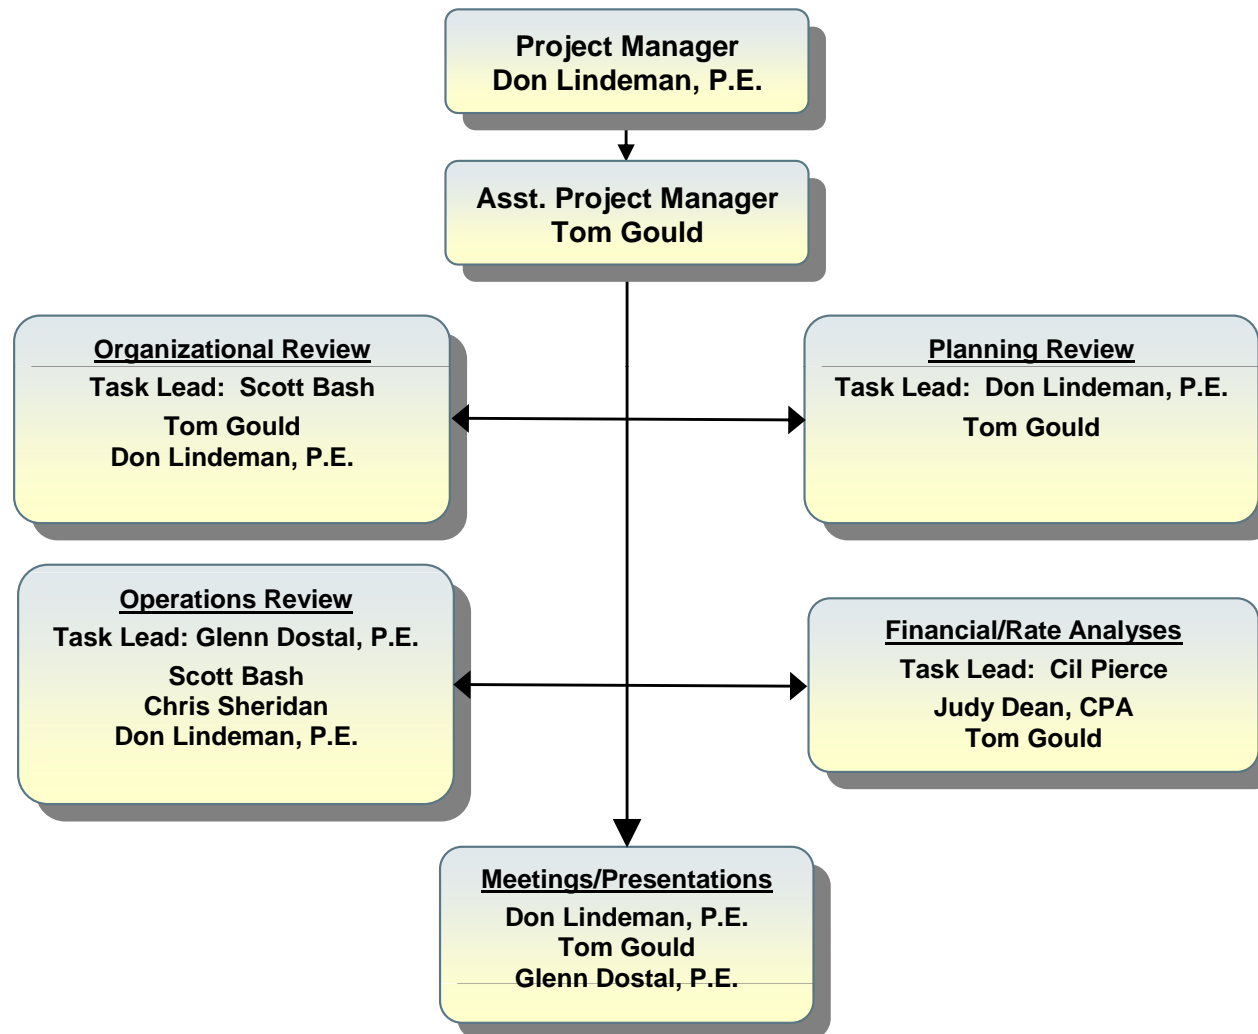 Project Manager
Don Lindeman, P.E.
Asst. Project Manager
Tom Gould
Organizational Review
Task Lead:  Scott Bash
Tom Gould
Don Lindeman, P.E.
Planning Review
Task Lead:  Don Lindeman, P.E.
Tom Gould
Operations Review
Task Lead: Glenn Dostal, P.E.
Scott Bash
Chris Sheridan
Don Lindeman, P.E.
Financial/Rate Analyses
Task Lead:  Cil Pierce
Judy Dean, CPA
Tom Gould
Meetings/Presentations
Don Lindeman, P.E.
Tom Gould
Glenn Dostal, P.E.